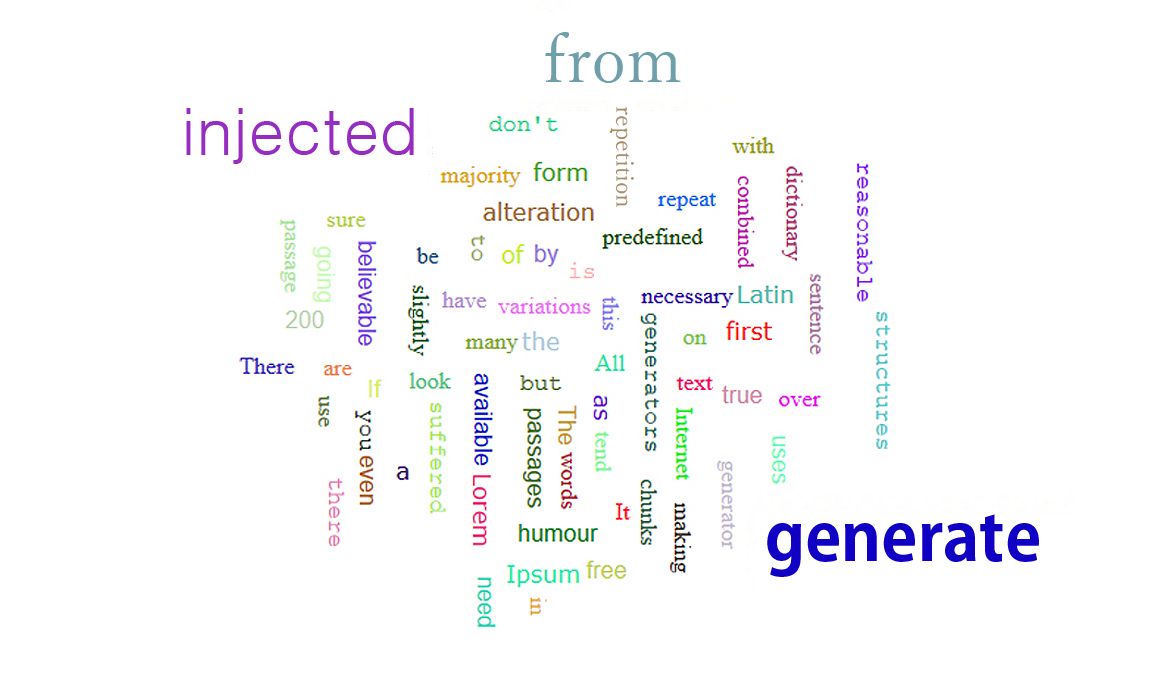 from
injected
don't
repetition
with
majority
form
dictionary
reasonable
combined
repeat
alteration
sure
passage
predefined
to
believable
going
be
of
by
is
sentence
slightly
have
variations
this
necessary
Latin
200
generators
structures
many
the
on
first
There
are
All
If
look
available
but
text
true
over
use
you
suffered
passages
The
as
Internet
tend
uses
even
a
words
generator
there
Lorem
It
chunks
making
humour
generate
Ipsum
free
need
in